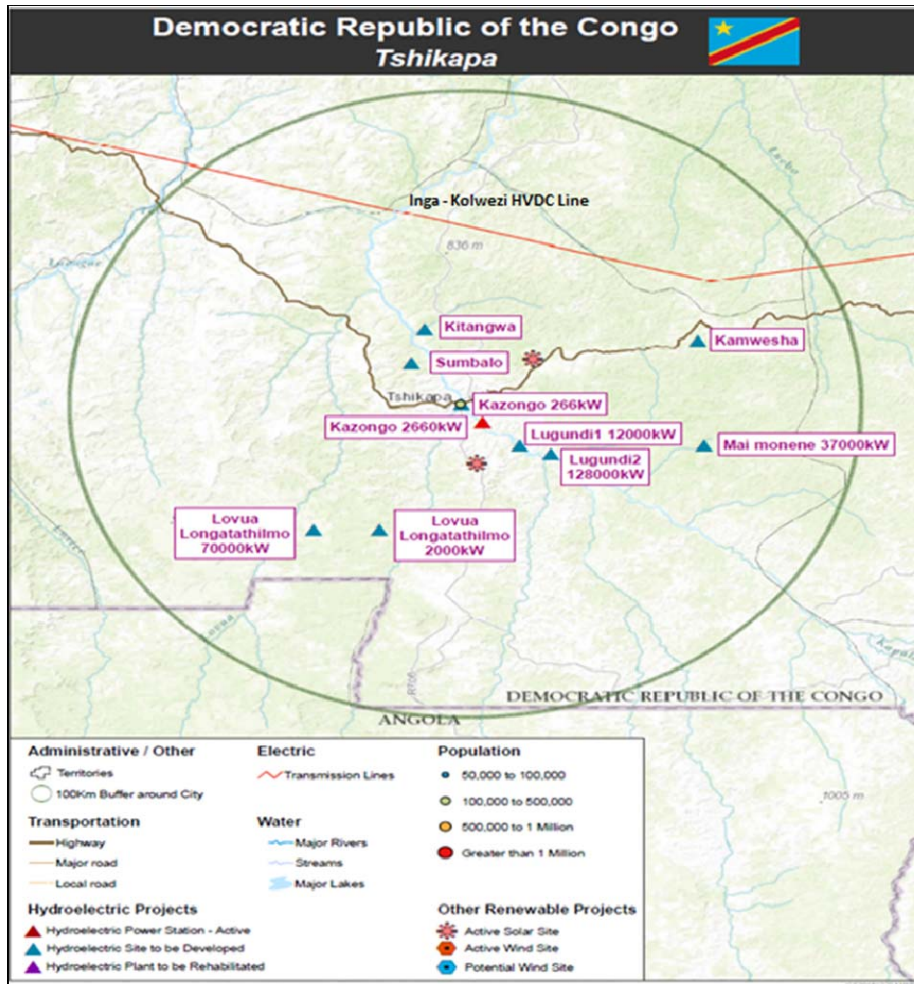 Democratic Republic of the Congo
Tshikapa
Inga - Kolwezi HVDC Line
836 m
Kitangwa
Kamwesha
Sumbalo
Tshikapa
Kazongo 266kW
Kazongo 2660kW
Lugundi1 12000kW
Mai monene 37000kW
Lugundi2
128000kW
Lovua
Longatathilmo
70000kW
Lovua
Longatathilmo
2000kW
Lovua
DEMOCRATIC REPUBLIC OF THE CONGO
ANGOLA
1005 m
Administrative / Other
Territories
100Km Buffer around City
Transportation
Highway
Major road
Local road
Electric
Transmission Lines
Water
Major Rivers
Streams
Major Lakes
Population
50,000 to 100,000
100,000 to 500,000
500,000 to 1 Million
Greater than 1 Million
Hydroelectric Projects
Hydroelectric Power Station - Active
Hydroelectric Site to be Developed
Hydroelectric Plant to be Rehabilitated
Other Renewable Projects
Active Solar Site
Active Wind Site
Potential Wind Site